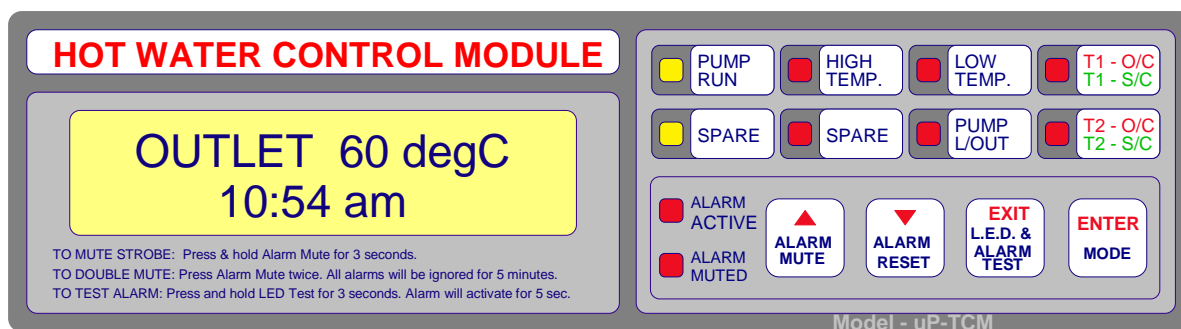 HOT WATER CONTROL MODULE
OUTLET 60 degC
10:54 am
TO MUTE STROBE: Press & hold Alarm Mute for 3 seconds.
TO DOUBLE MUTE: Press Alarm Mute twice. All alarms will be ignored for 5 minutes.
TO TEST ALARM: Press and hold LED Test for 3 seconds. Alarm will activate for 5 sec.
PUMP
RUN
HIGH
TEMP.
LOW
TEMP.
T1 - O/C
T1 - S/C
SPARE
SPARE
PUMP
L/OUT
T2 - O/C
T2 - S/C
ALARM
ACTIVE
ALARM
MUTED
ALARM
MUTE
ALARM
RESET
EXIT
L.E.D. &
ALARM
TEST
ENTER
MODE
Model - uP-TCM